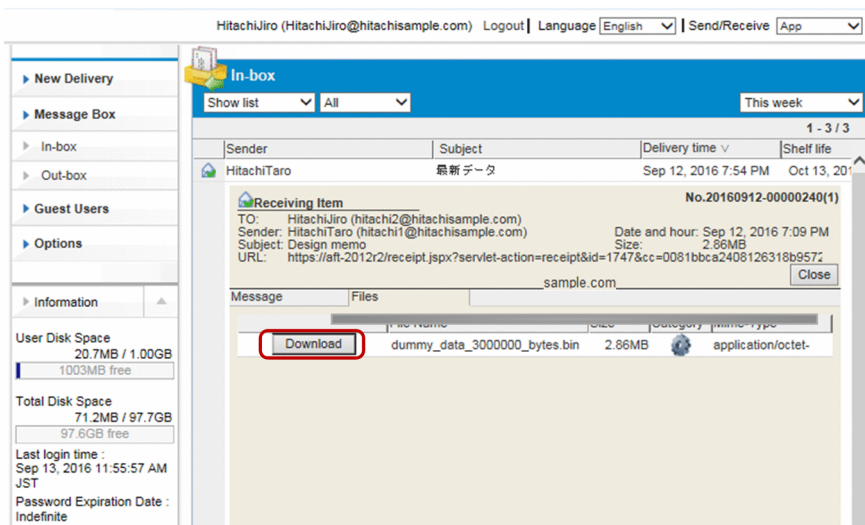 HitachiJiro (HitachiJiro@hitachisample.com) Logout | Language English | Send/Receive App
New Delivery
Message Box
In-box
Out-box
Guest Users
Options
Information
User Disk Space
20.7MB / 1.00GB
1003MB free
Total Disk Space
71.2MB / 97.7GB
97.6GB free
Last login time :
Sep 13, 2016 11:55:57 AM
JST
Password Expiration Date :
Indefinite
In-box
Show list All This week
1 - 3 / 3
Sender Subject Delivery time Shelf life
HitachiTaro 最新データ Sep 12, 2016 7:54 PM Oct 13, 201
Receiving Item No.20160912-00000240(1)
TO: HitachiJiro (hitachi2@hitachisample.com)
Sender: HitachiTaro (hitachi1@hitachisample.com) Date and hour: Sep 12, 2016 7:09 PM
Subject: Design memo Size: 2.86MB
URL: https://aft-2012r2/receipt.jspx?servlet-action=receipt&id=1747&cc=0081bbca2408126318b9572
_sample.com_ Close
Message Files
File Name Size Category Mime-Type
Download dummy_data_3000000_bytes.bin 2.86MB application/octet-